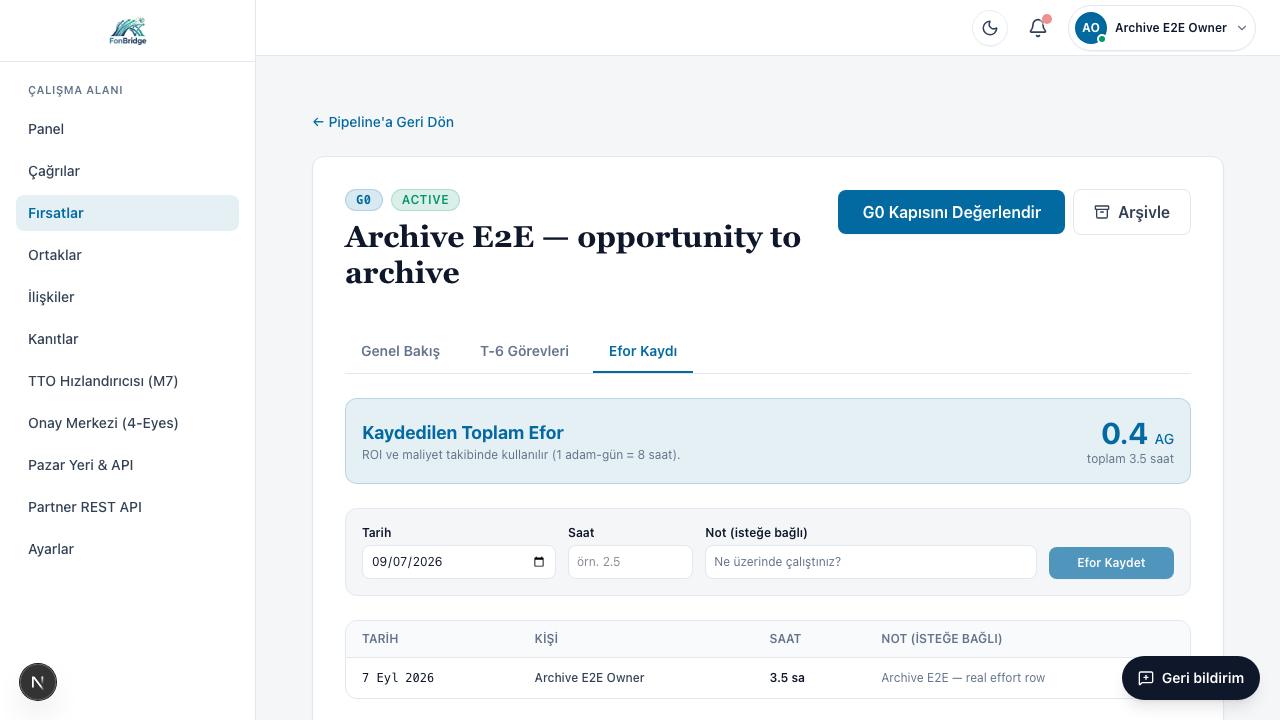 FonBridge
AO
Archive E2E Owner
ÇALIŞMA ALANI
Panel
Çağrılar
Fırsatlar
Ortaklar
İlişkiler
Kanıtlar
TTO Hızlandırıcısı (M7)
Onay Merkezi (4-Eyes)
Pazar Yeri & API
Partner REST API
Ayarlar
N
← Pipeline'a Geri Dön
G0
ACTIVE
G0 Kapısını Değerlendir
Arşivle
Archive E2E — opportunity to
archive
Genel Bakış
T-6 Görevleri
Efor Kaydı
Kaydedilen Toplam Efor
ROI ve maliyet takibinde kullanılır (1 adam-gün = 8 saat).
0.4 AG
toplam 3.5 saat
Tarih
Saat
Not (isteğe bağlı)
09/07/2026
örn. 2.5
Ne üzerinde çalıştınız?
Efor Kaydet
TARİH
KİŞİ
SAAT
NOT (İSTEĞE BAĞLI)
7 Eyl 2026
Archive E2E Owner
3.5 sa
Archive E2E — real effort row
Geri bildirim